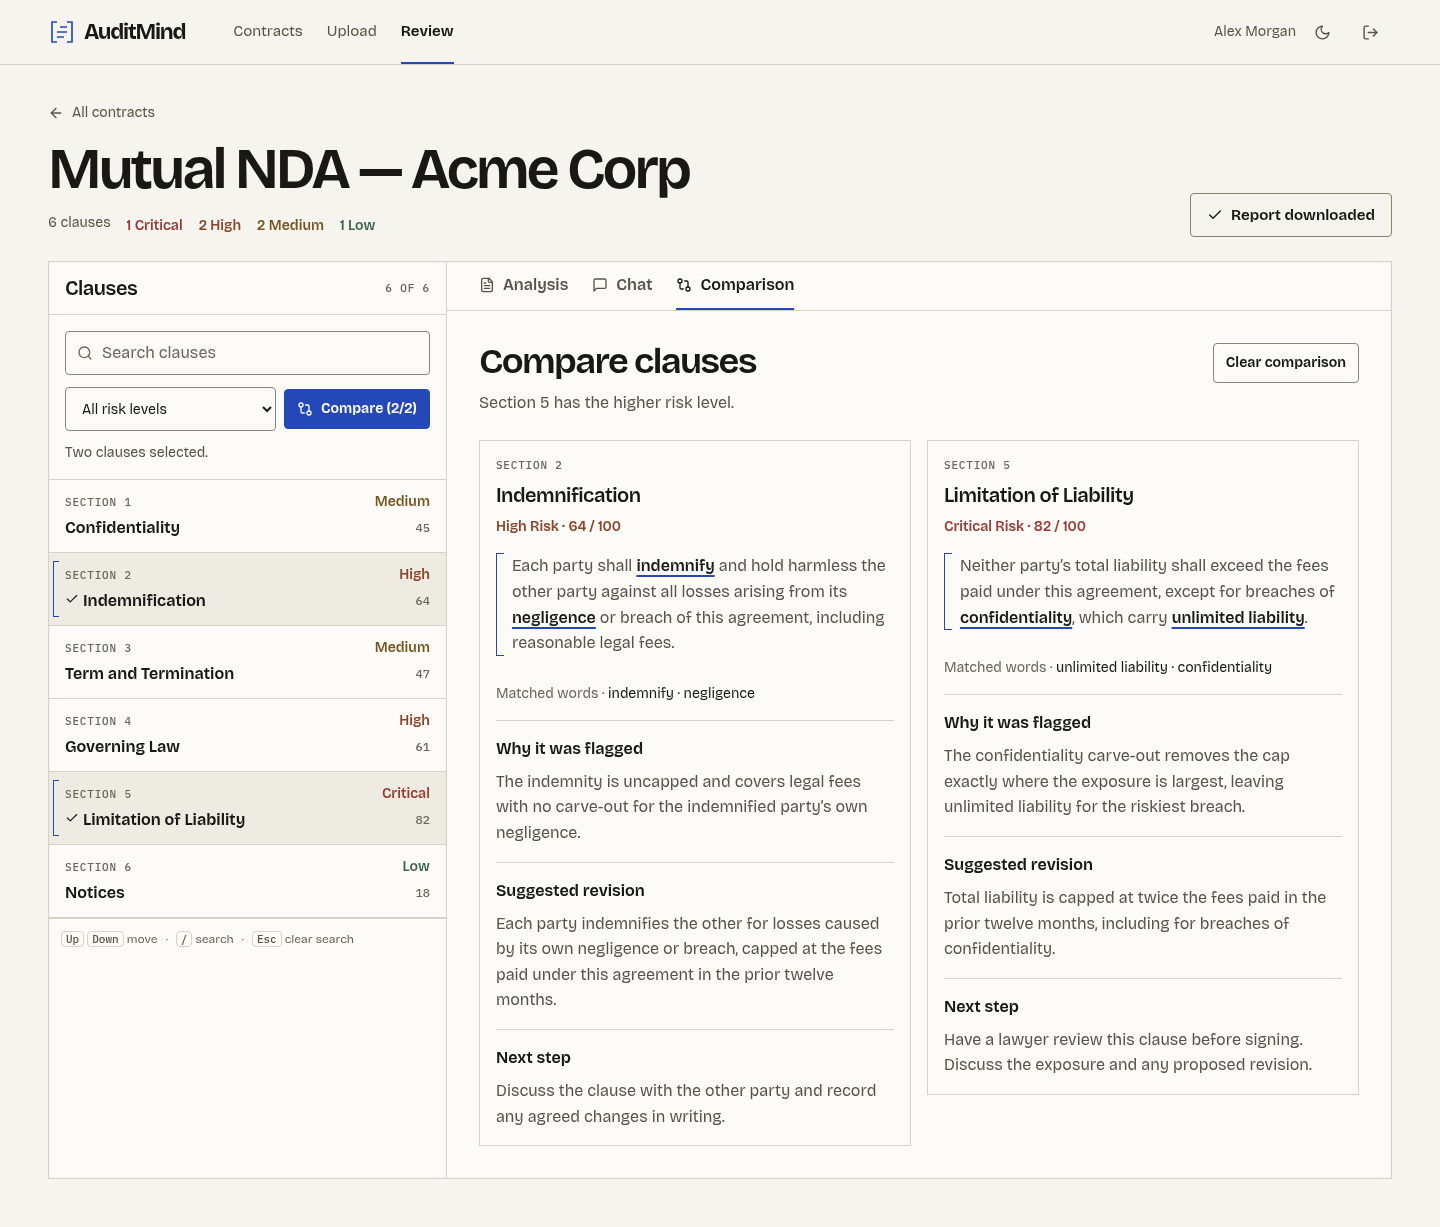 AuditMind
Contracts
Upload
Review
Alex Morgan
All contracts
Mutual NDA — Acme Corp
6 clauses 1 Critical 2 High 2 Medium 1 Low
Report downloaded
Clauses
6 OF 6
Search clauses
All risk levels
Compare (2/2)
Two clauses selected.
SECTION 1 Medium
Confidentiality 45
SECTION 2 High
Indemnification 64
SECTION 3 Medium
Term and Termination 47
SECTION 4 High
Governing Law 61
SECTION 5 Critical
Limitation of Liability 82
SECTION 6 Low
Notices 18
Up Down move · / search · Esc clear search
Analysis
Chat
Comparison
Compare clauses
Clear comparison
Section 5 has the higher risk level.
SECTION 2
Indemnification
High Risk · 64 / 100
Each party shall indemnify and hold harmless the
other party against all losses arising from its
negligence or breach of this agreement, including
reasonable legal fees.
Matched words · indemnify · negligence
Why it was flagged
The indemnity is uncapped and covers legal fees
with no carve-out for the indemnified party's own
negligence.
Suggested revision
Each party indemnifies the other for losses caused
by its own negligence or breach, capped at the fees
paid under this agreement in the prior twelve
months.
Next step
Discuss the clause with the other party and record
any agreed changes in writing.
SECTION 5
Limitation of Liability
Critical Risk · 82 / 100
Neither party's total liability shall exceed the fees
paid under this agreement, except for breaches of
confidentiality, which carry unlimited liability.
Matched words · unlimited liability · confidentiality
Why it was flagged
The confidentiality carve-out removes the cap
exactly where the exposure is largest, leaving
unlimited liability for the riskiest breach.
Suggested revision
Total liability is capped at twice the fees paid in the
prior twelve months, including for breaches of
confidentiality.
Next step
Have a lawyer review this clause before signing.
Discuss the exposure and any proposed revision.